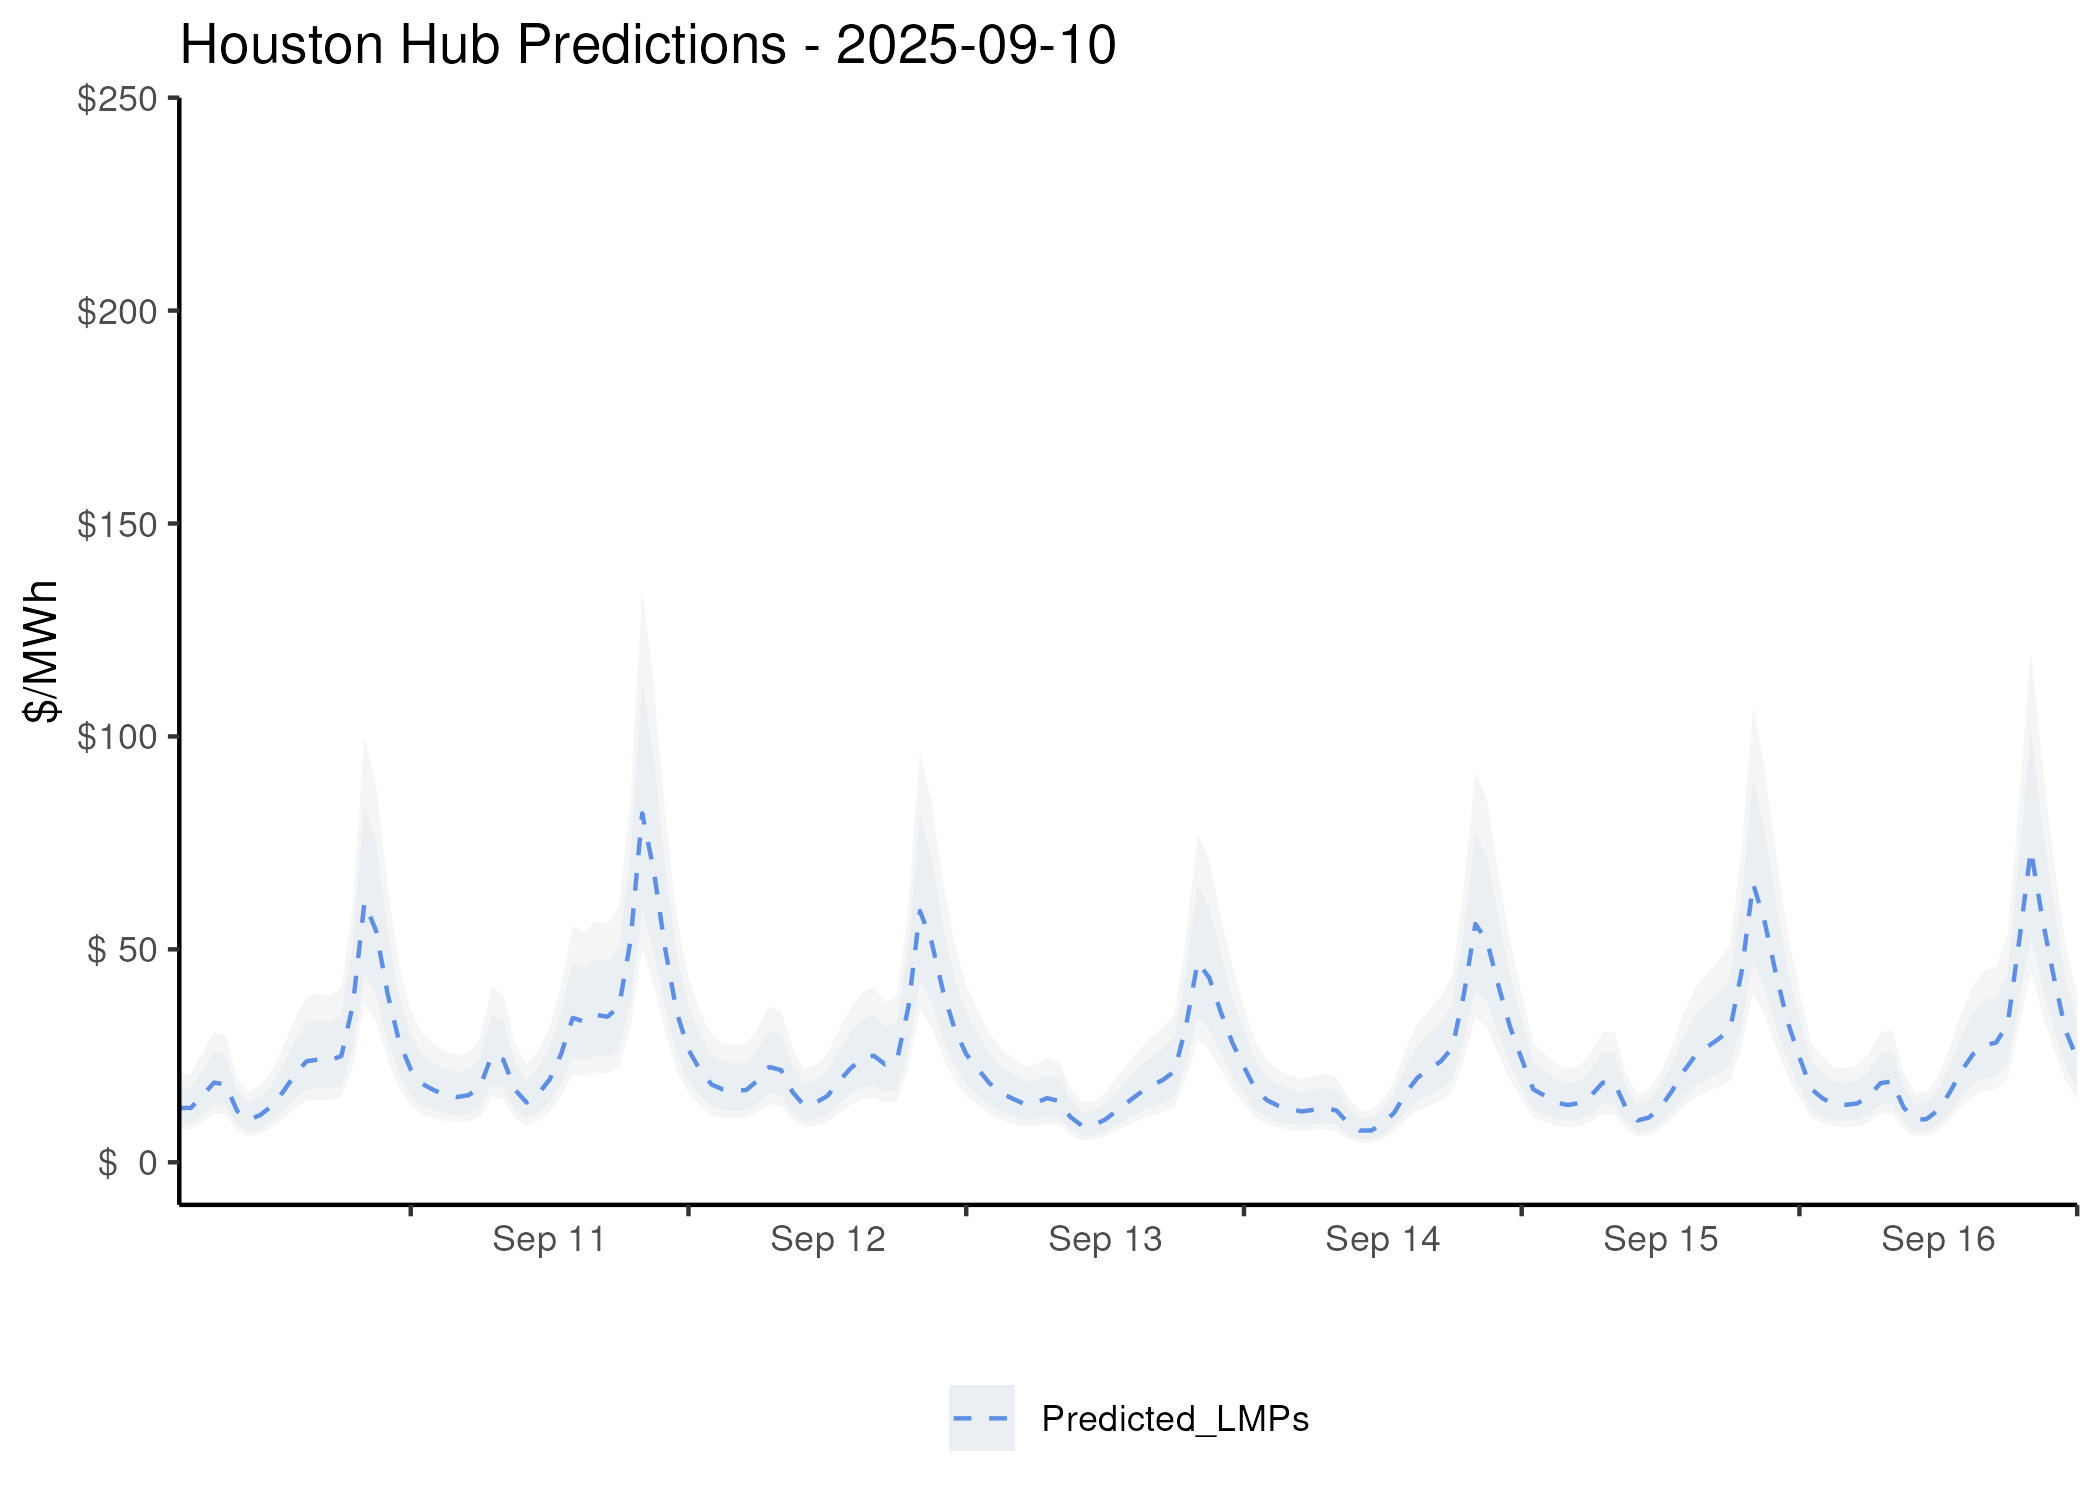 Houston Hub Predictions - 2025-09-10
$250
$200
$150
$100
$ 50
$  0
$/MWh
Sep 11
Sep 12
Sep 13
Sep 14
Sep 15
Sep 16
Predicted_LMPs